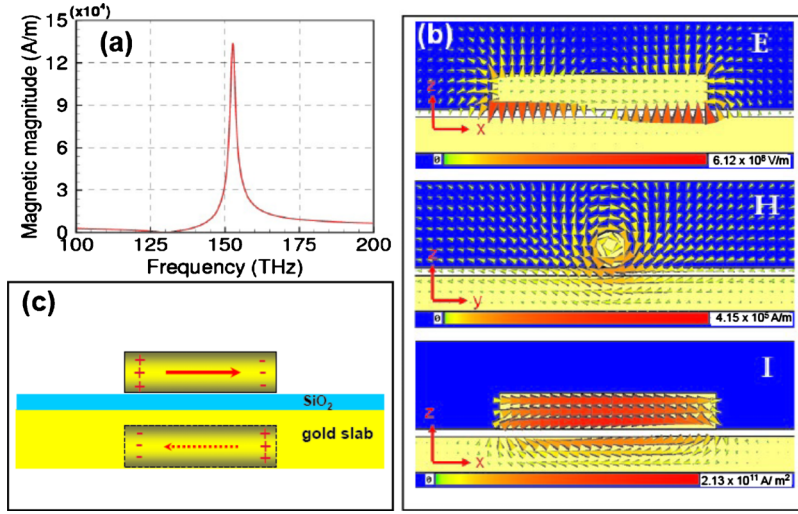 (x10⁴)
(a)
15
12
9
6
3
0
Magnetic magnitude (A/m)
100 125 150 175 200
Frequency (THz)
(b)
E
z
x
0 6.12 x 10⁸ V/m
H
z
y
0 4.15 x 10⁵ A/m
I
z
x
0 2.13 x 10¹¹ A/ m²
(c)
+ -
+ → -
+ -
SiO₂
gold slab
- +
- +
- +